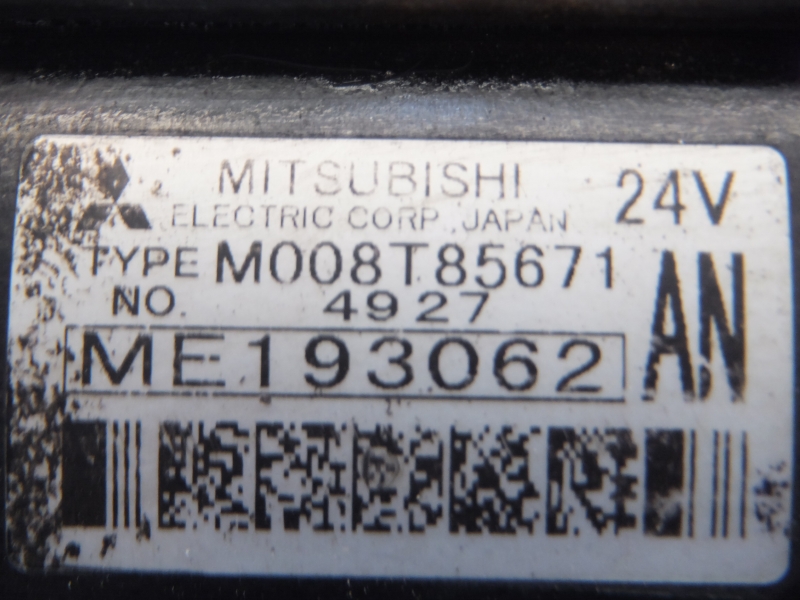 MITSUBISHI 24V
ELECTRIC CORP. JAPAN
TYPE M008T85671 AN
NO. 4927
ME193062